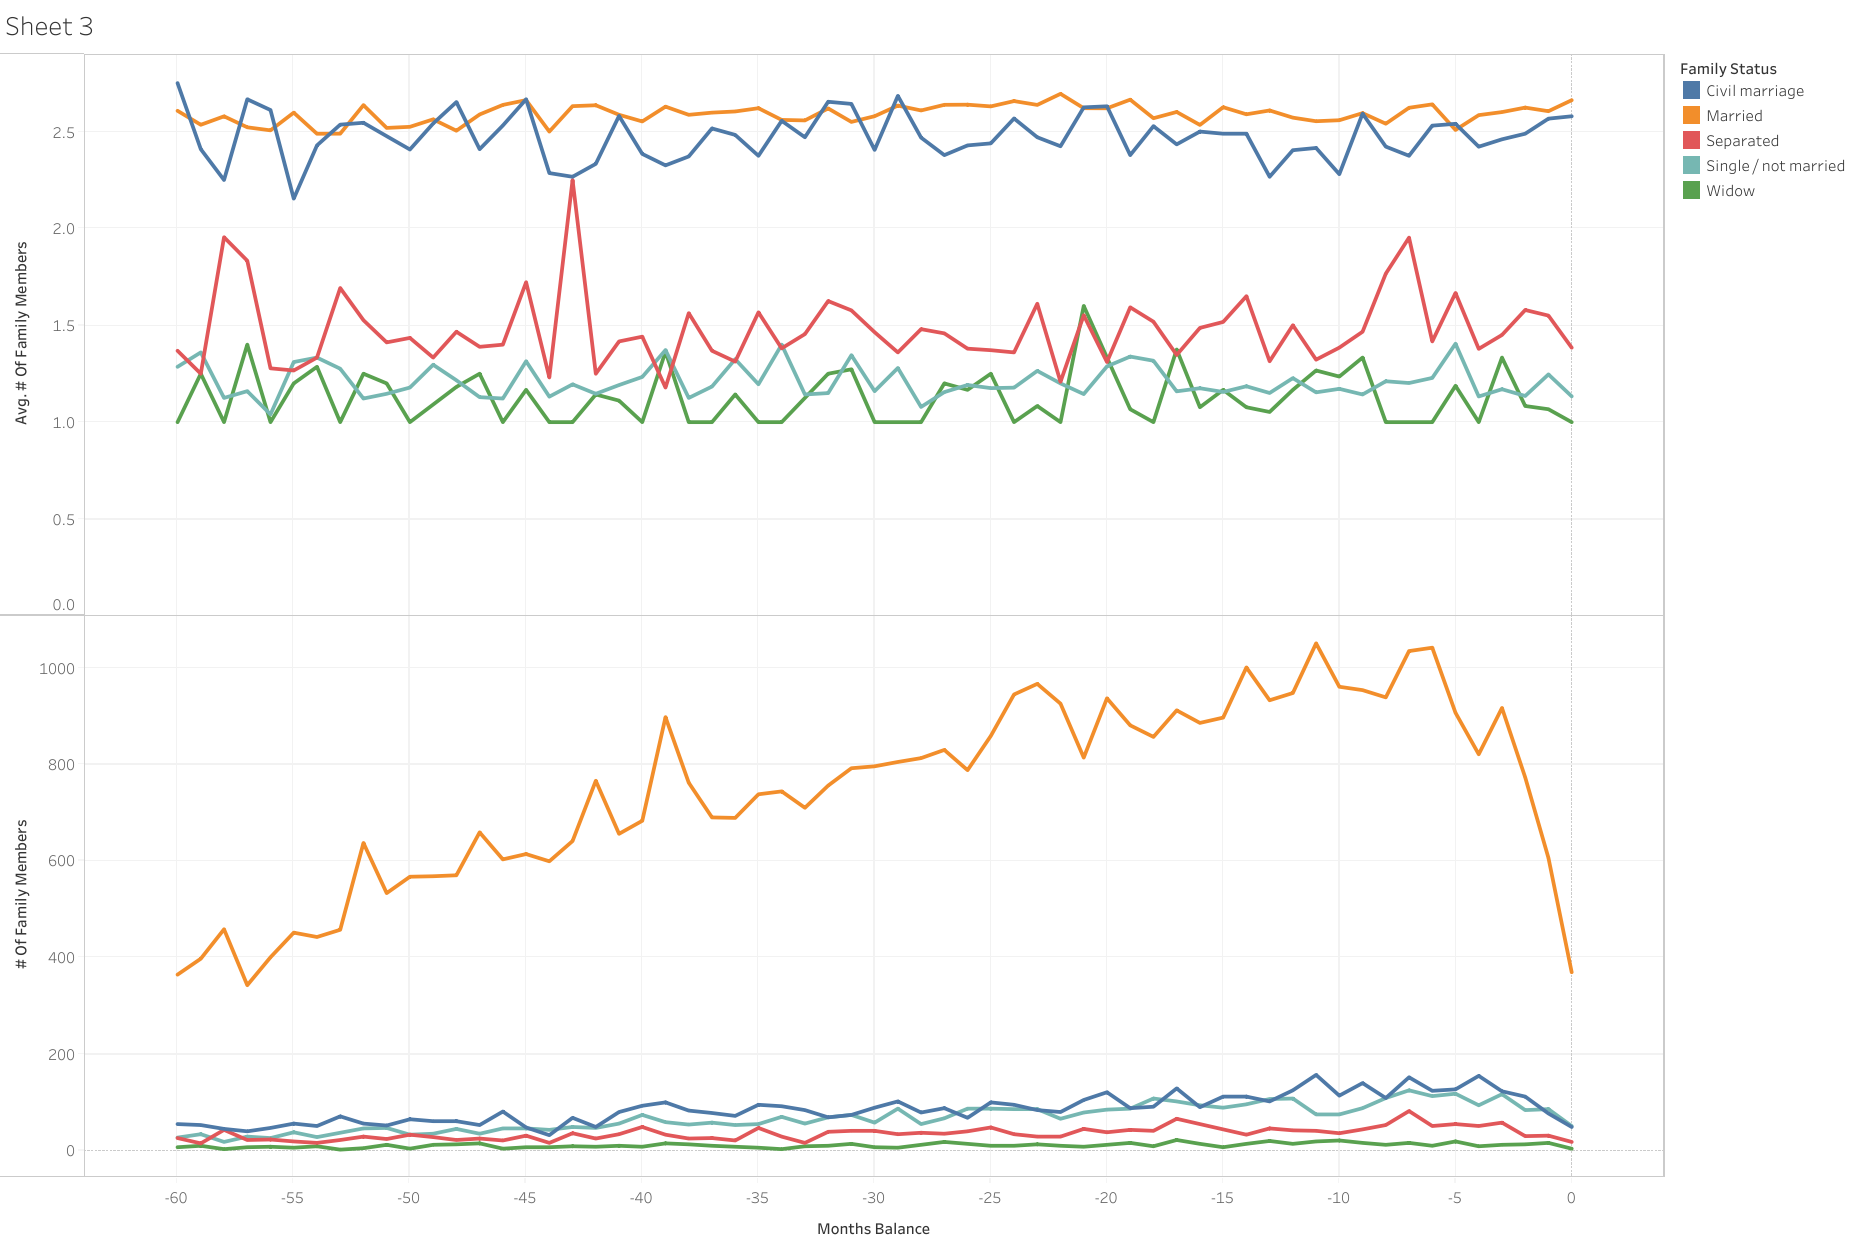 Sheet 3
Family Status
Civil marriage
Married
Separated
Single / not married
Widow
Avg. # Of Family Members
2.5
2.0
1.5
1.0
0.5
0.0
# Of Family Members
1000
800
600
400
200
0
-60 -55 -50 -45 -40 -35 -30 -25 -20 -15 -10 -5 0
Months Balance